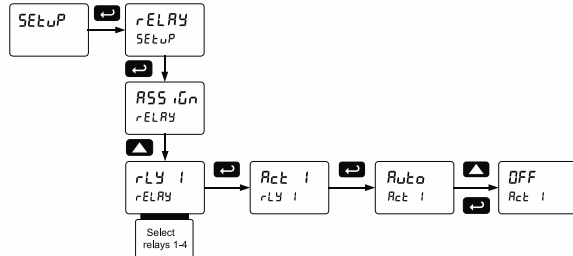 SEtuP
rELAY
SEtuP
ASSiGn
rELAY
rLY 1
rELAY
Act 1
rLY 1
Auto
Act 1
OFF
Act 1
Select
relays 1-4